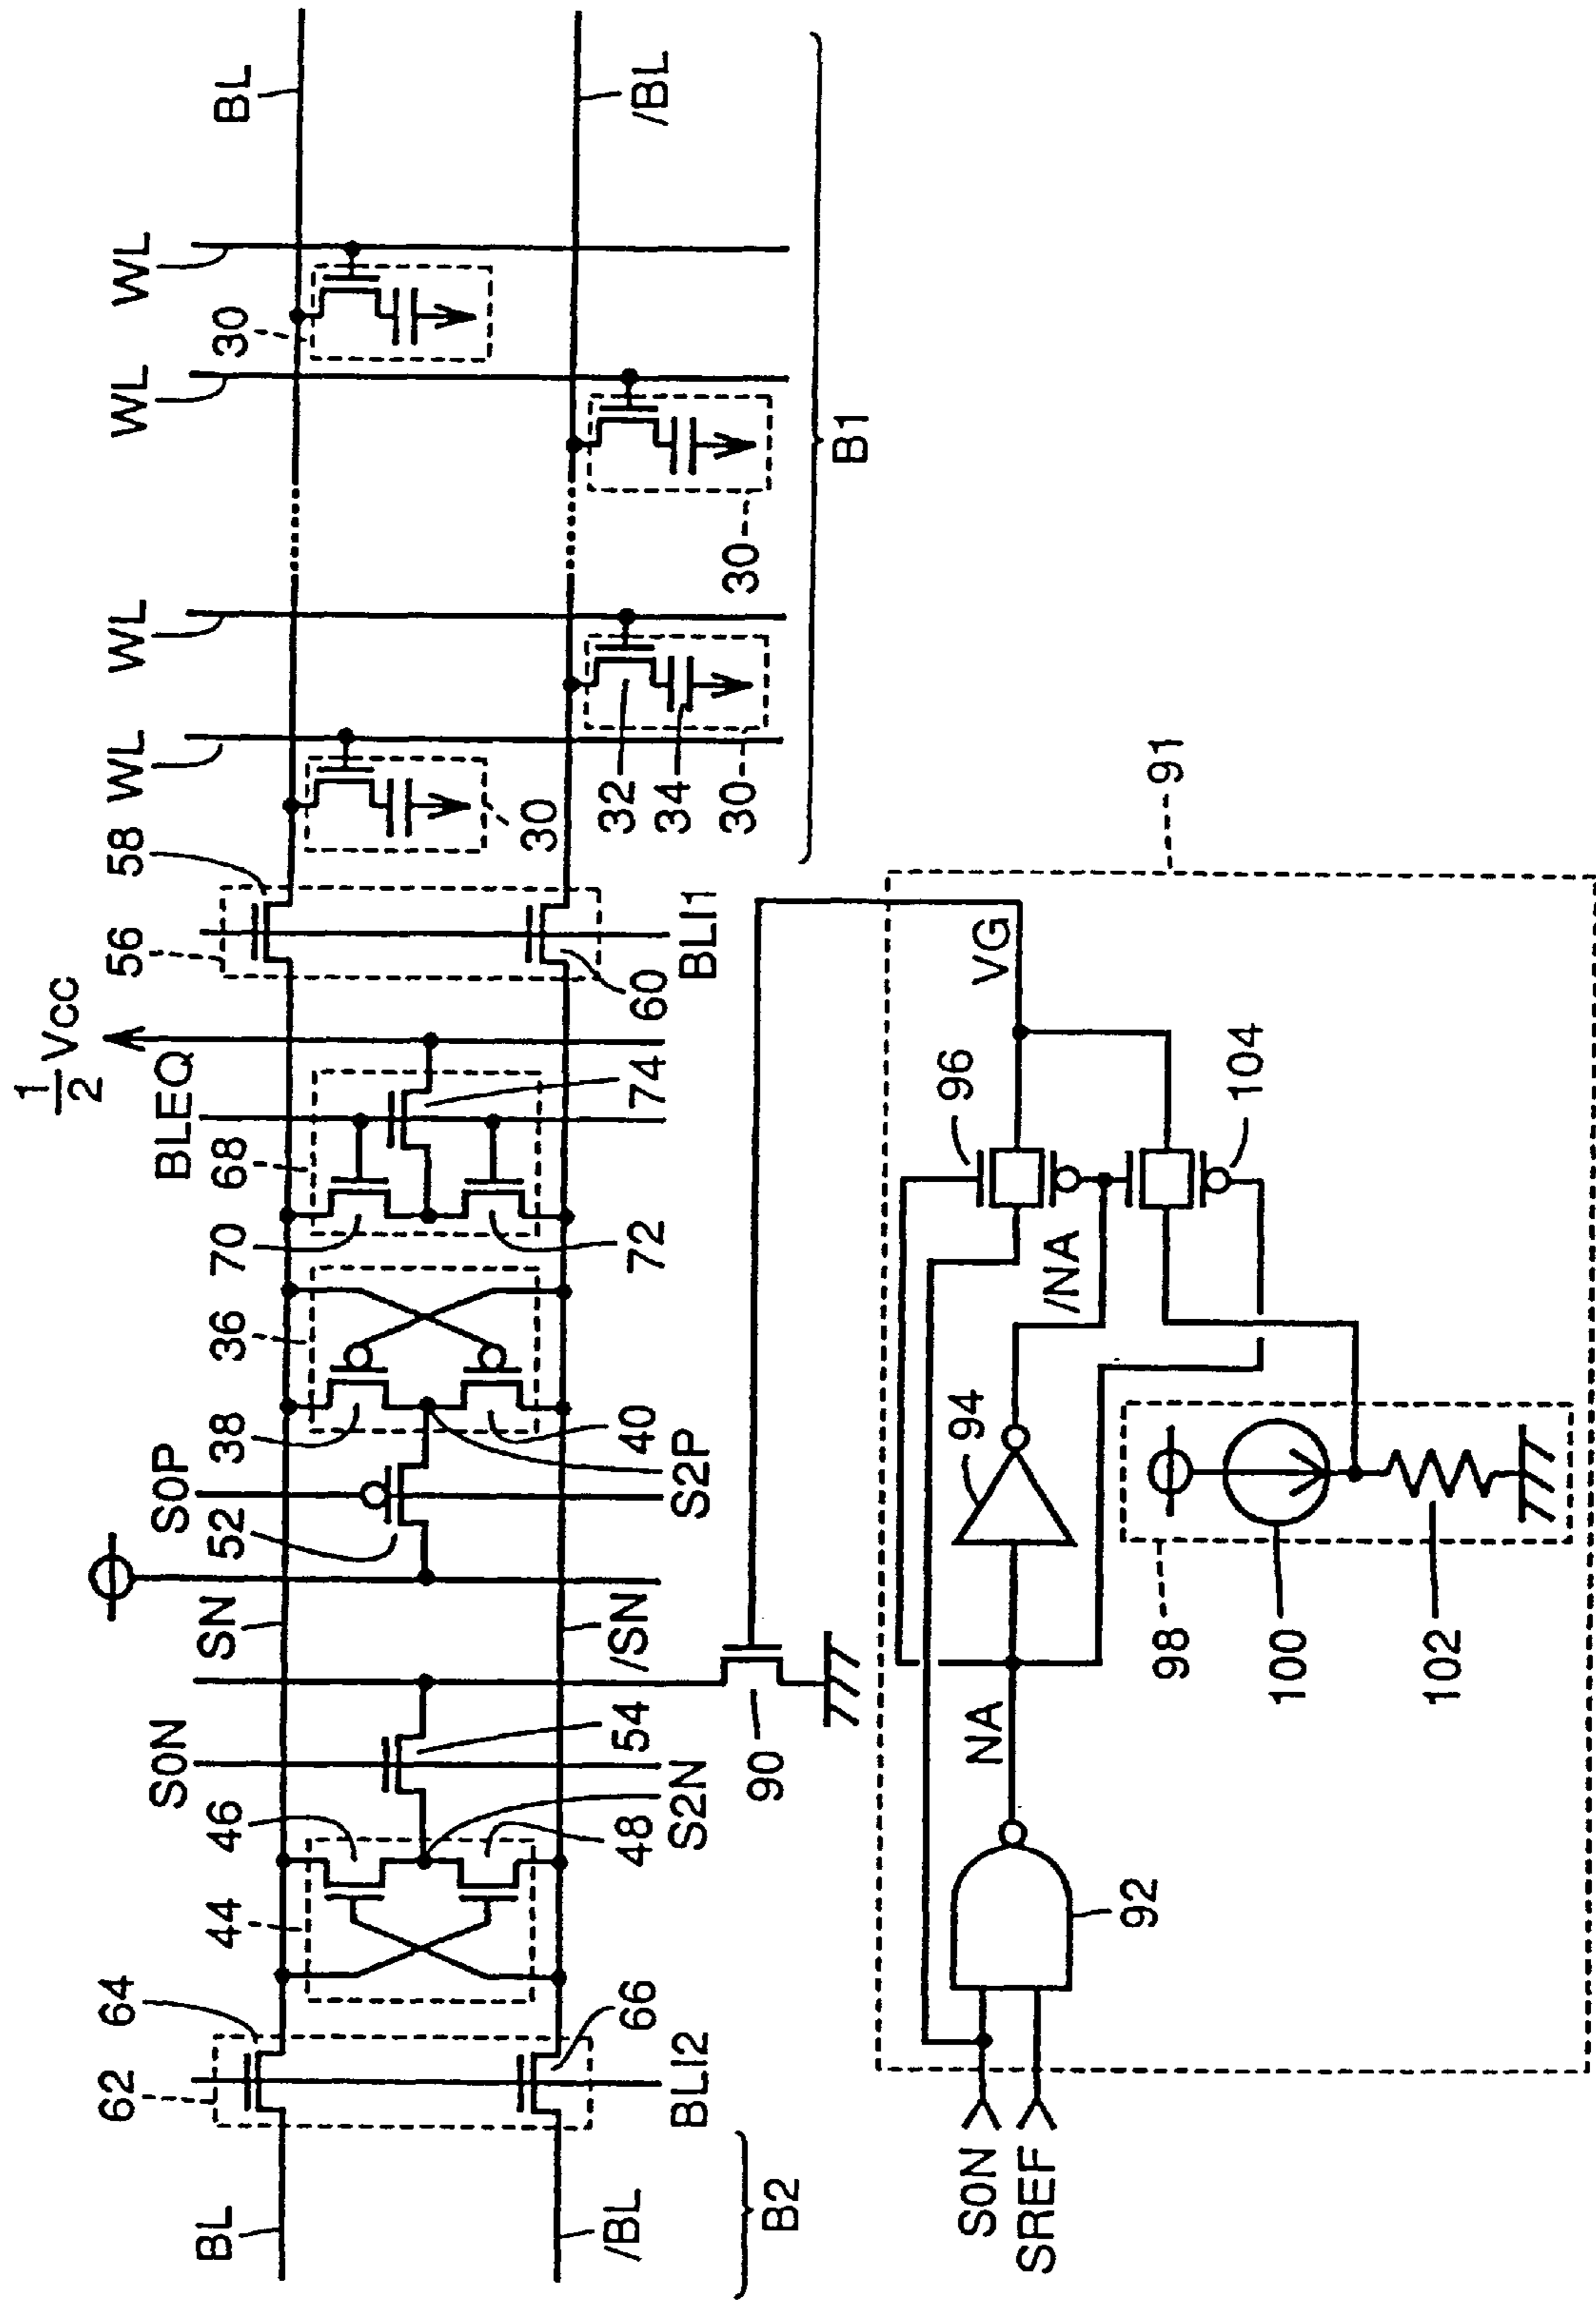 1/2 Vcc
BL
WL
WL
WL
WL
BL
62
64
44
46
S0N
SN
52
S0P
38
36
70
68
BLEQ
56
58
30
30
/BL
BLI2
66
48
S2N
54
/SN
S2P
40
72
74
60
BLI1
32
34
30
30
/BL
B2
B1
90
91
S0N
SREF
92
NA
94
/NA
96
VG
104
98
100
102